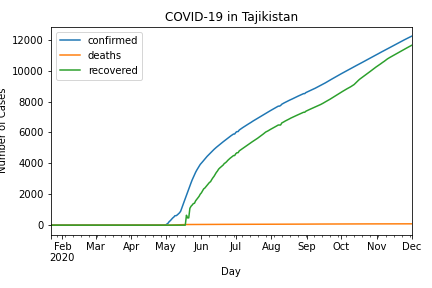 COVID-19 in Tajikistan
confirmed
deaths
recovered
12000
10000
8000
6000
4000
2000
0
Number of Cases
Feb Mar Apr May Jun Jul Aug Sep Oct Nov Dec
2020
Day